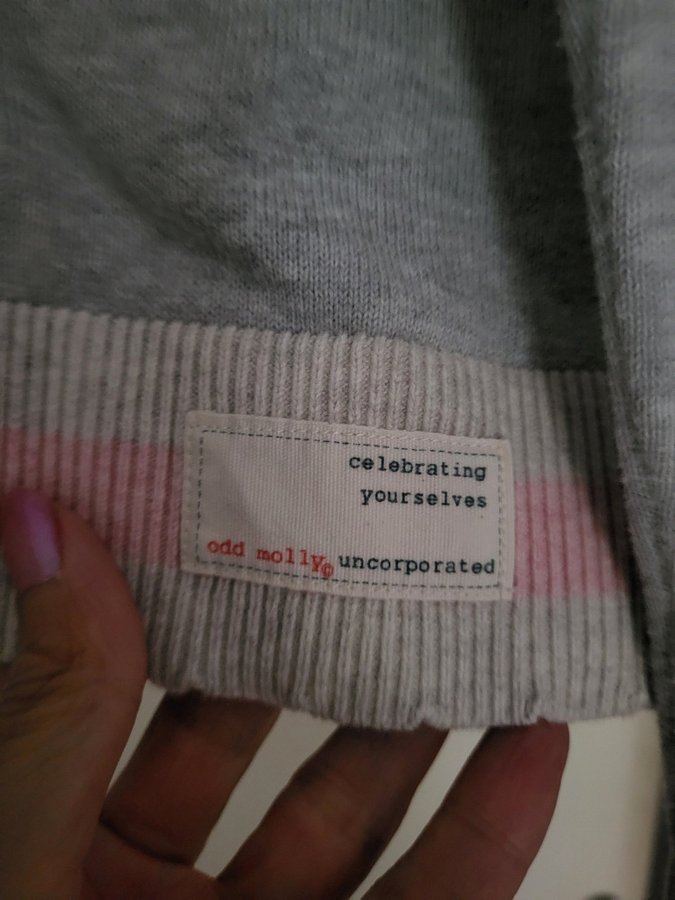 celebrating
yourselves
odd molly© uncorporated